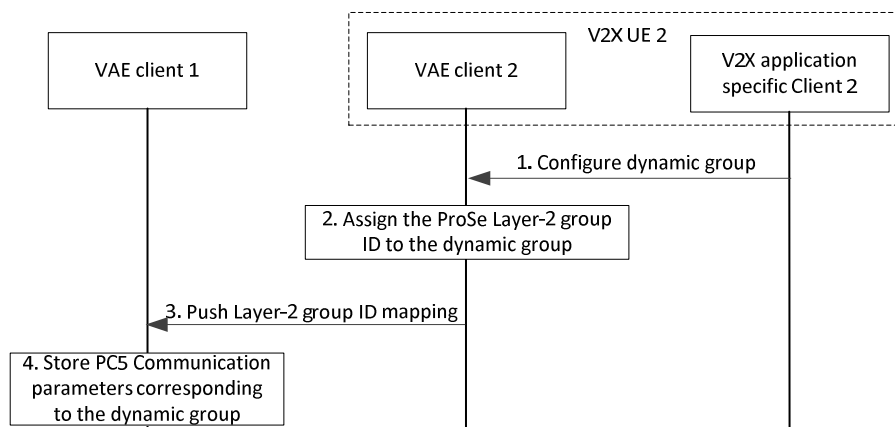 V2X UE 2
VAE client 1
VAE client 2
V2X application
specific Client 2
1. Configure dynamic group
2. Assign the ProSe Layer-2 group
ID to the dynamic group
3. Push Layer-2 group ID mapping
4. Store PC5 Communication
parameters corresponding
to the dynamic group